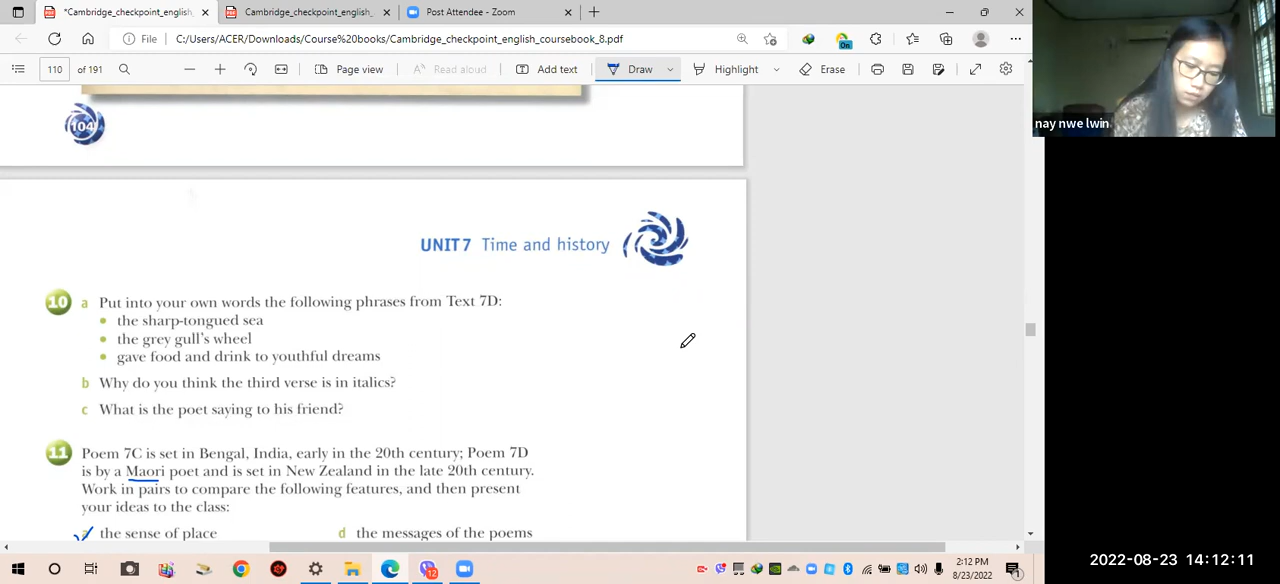 *Cambridge_checkpoint_english_
Cambridge_checkpoint_english_
Post Attendee - Zoom
File
C:/Users/ACER/Downloads/Course%20books/Cambridge_checkpoint_english_coursebook_8.pdf
On
110
of 191
Page view
Read aloud
Add text
Draw
Highlight
Erase
nay nwe lwin
104
UNIT 7 Time and history
10
a Put into your own words the following phrases from Text 7D:
• the sharp-tongued sea
• the grey gull's wheel
• gave food and drink to youthful dreams
b Why do you think the third verse is in italics?
c What is the poet saying to his friend?
11
Poem 7C is set in Bengal, India, early in the 20th century; Poem 7D
is by a Maori poet and is set in New Zealand in the late 20th century.
Work in pairs to compare the following features, and then present
your ideas to the class:
a the sense of place
d the messages of the poems
12
2:12 PM
8/23/2022
2022-08-23 14:12:11